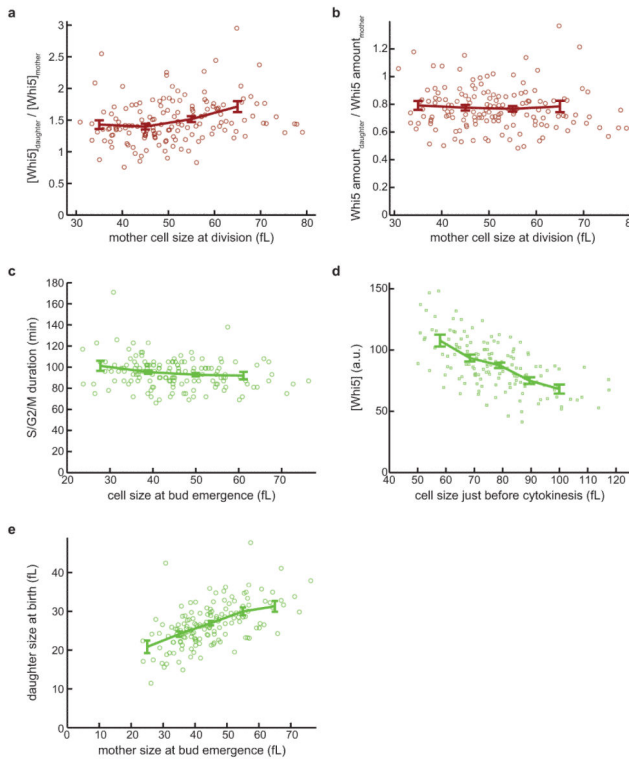 a
[Whi5]daughter / [Whi5]mother
3
2.5
2
1.5
1
0.5
0
30 40 50 60 70 80
mother cell size at division (fL)
b
Whi5 amountdaughter / Whi5 amountmother
1.2
1
0.8
0.6
0.4
0.2
0
30 40 50 60 70 80
mother cell size at division (fL)
c
S/G2/M duration (min)
180
160
140
120
100
80
60
40
20
0
20 30 40 50 60 70
cell size at bud emergence (fL)
d
[Whi5] (a.u.)
150
100
50
0
40 50 60 70 80 90 100 110 120
cell size just before cytokinesis (fL)
e
daughter size at birth (fL)
50
40
30
20
10
0
0 10 20 30 40 50 60 70
mother size at bud emergence (fL)